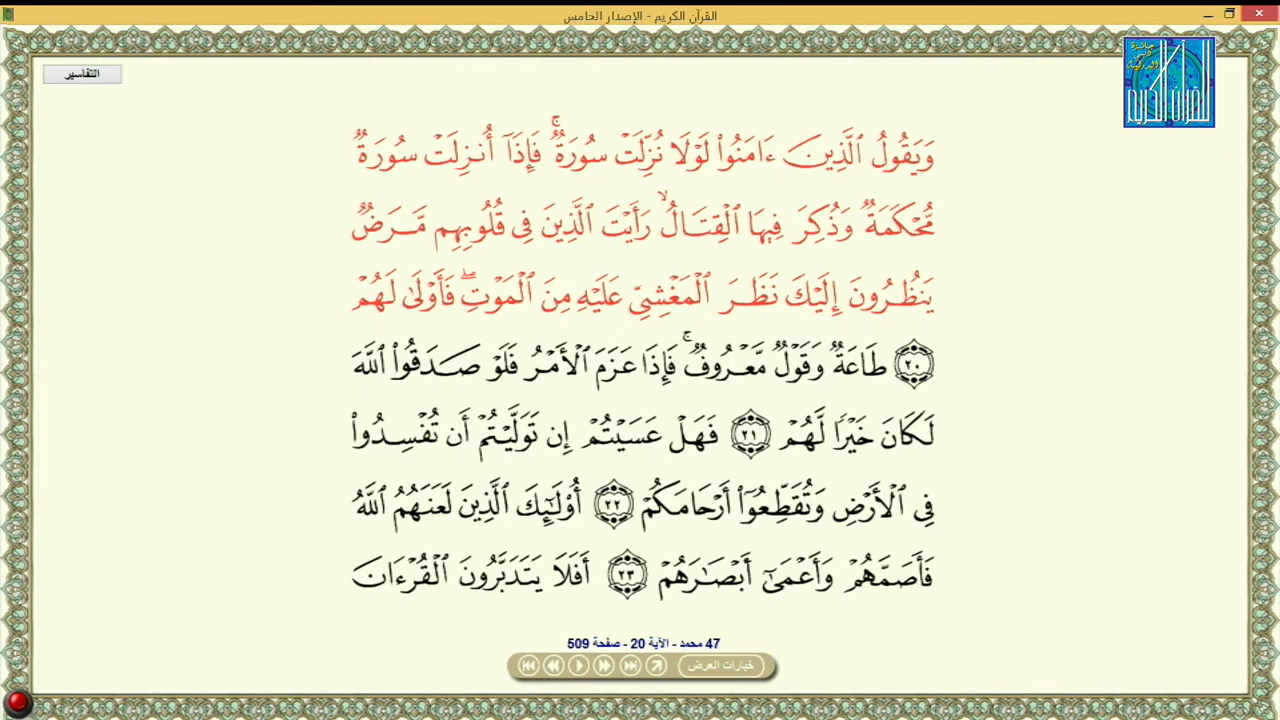 القرآن الكريم - الإصدار الخامس
التفاسير
وَيَقُولُ ٱلَّذِينَ ءَامَنُوا۟ لَوْلَا نُزِّلَتْ سُورَةٌ ۖ فَإِذَآ أُنزِلَتْ سُورَةٌ
مُّحْكَمَةٌ وَذُكِرَ فِيهَا ٱلْقِتَالُ ۙ رَأَيْتَ ٱلَّذِينَ فِى قُلُوبِهِم مَّرَضٌ
يَنظُرُونَ إِلَيْكَ نَظَرَ ٱلْمَغْشِىِّ عَلَيْهِ مِنَ ٱلْمَوْتِ ۖ فَأَوْلَىٰ لَهُمْ
٢٠ طَاعَةٌ وَقَوْلٌ مَّعْرُوفٌ ۚ فَإِذَا عَزَمَ ٱلْأَمْرُ فَلَوْ صَدَقُوا۟ ٱللَّهَ
لَكَانَ خَيْرًا لَّهُمْ ٢١ فَهَلْ عَسَيْتُمْ إِن تَوَلَّيْتُمْ أَن تُفْسِدُوا۟
فِى ٱلْأَرْضِ وَتُقَطِّعُوٓا۟ أَرْحَامَكُمْ ٢٢ أُو۟لَـٰٓئِكَ ٱلَّذِينَ لَعَنَهُمُ ٱللَّهُ
فَأَصَمَّهُمْ وَأَعْمَىٰٓ أَبْصَـٰرَهُمْ ٢٣ أَفَلَا يَتَدَبَّرُونَ ٱلْقُرْءَانَ
47 محمد - الآية 20 - صفحة 509
خيارات العرض